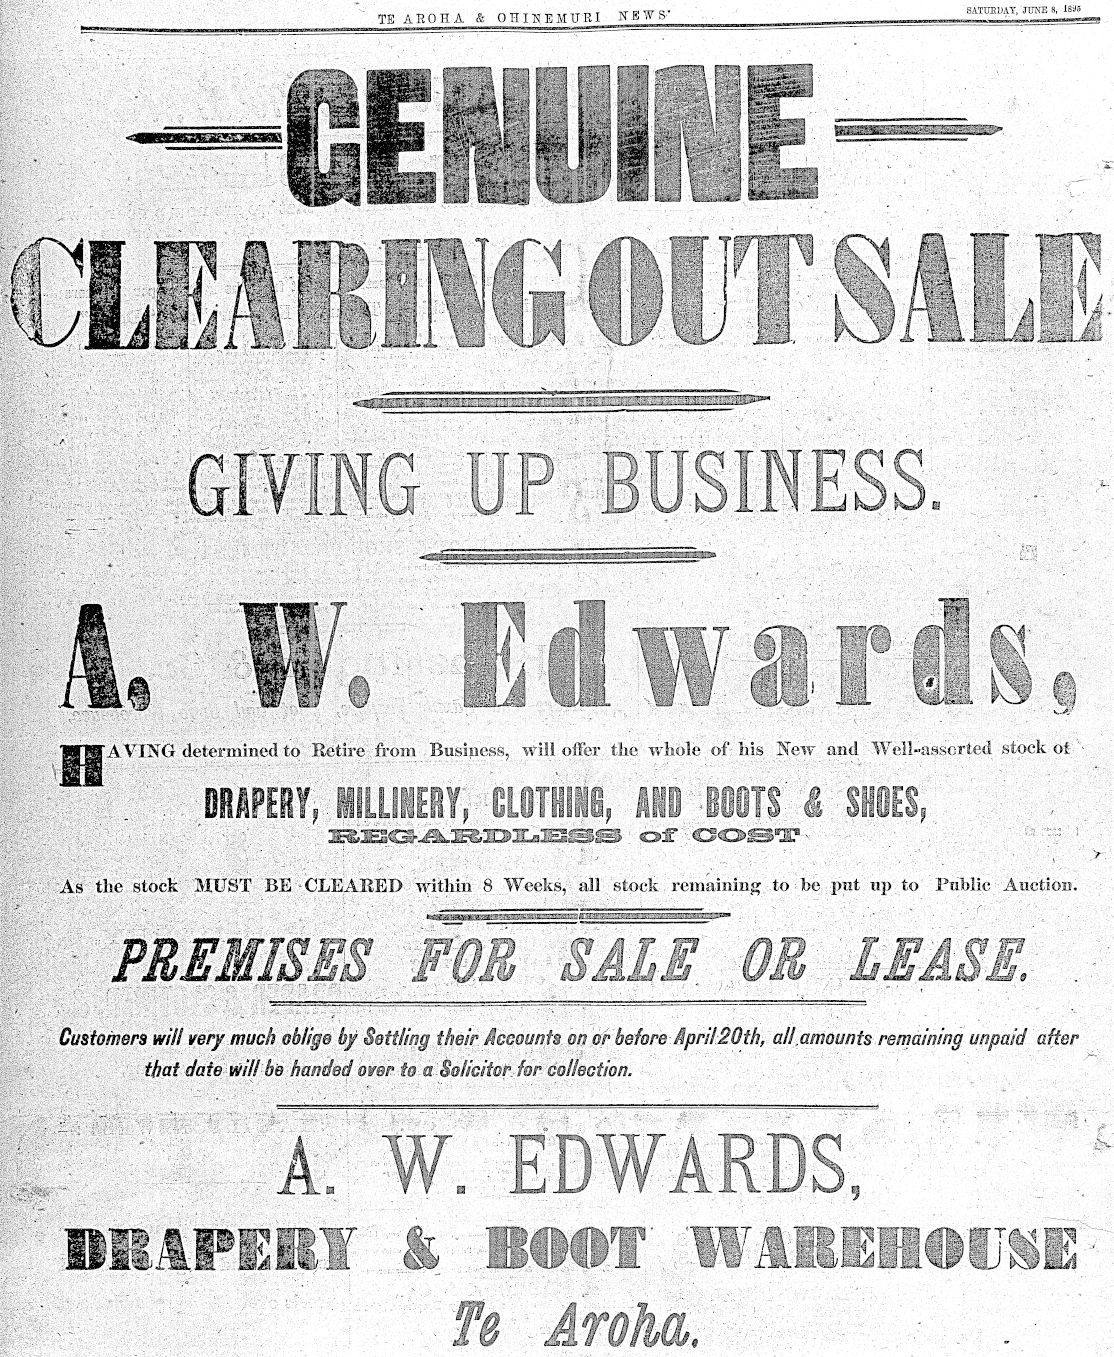 TE AROHA & OHINEMURI NEWS
SATURDAY, JUNE 8, 1895
GENUINE
CLEARING OUT SALE
GIVING UP BUSINESS.
A. W. Edwards,
HAVING determined to Retire from Business, will offer the whole of his New and Well-assorted stock of
DRAPERY, MILLINERY, CLOTHING, AND BOOTS & SHOES,
REGARDLESS of COST
As the stock MUST BE CLEARED within 8 Weeks, all stock remaining to be put up to Public Auction.
PREMISES FOR SALE OR LEASE.
Customers will very much oblige by Settling their Accounts on or before April 20th, all amounts remaining unpaid after
that date will be handed over to a Solicitor for collection.
A. W. EDWARDS,
DRAPERY & BOOT WAREHOUSE
Te Aroha.